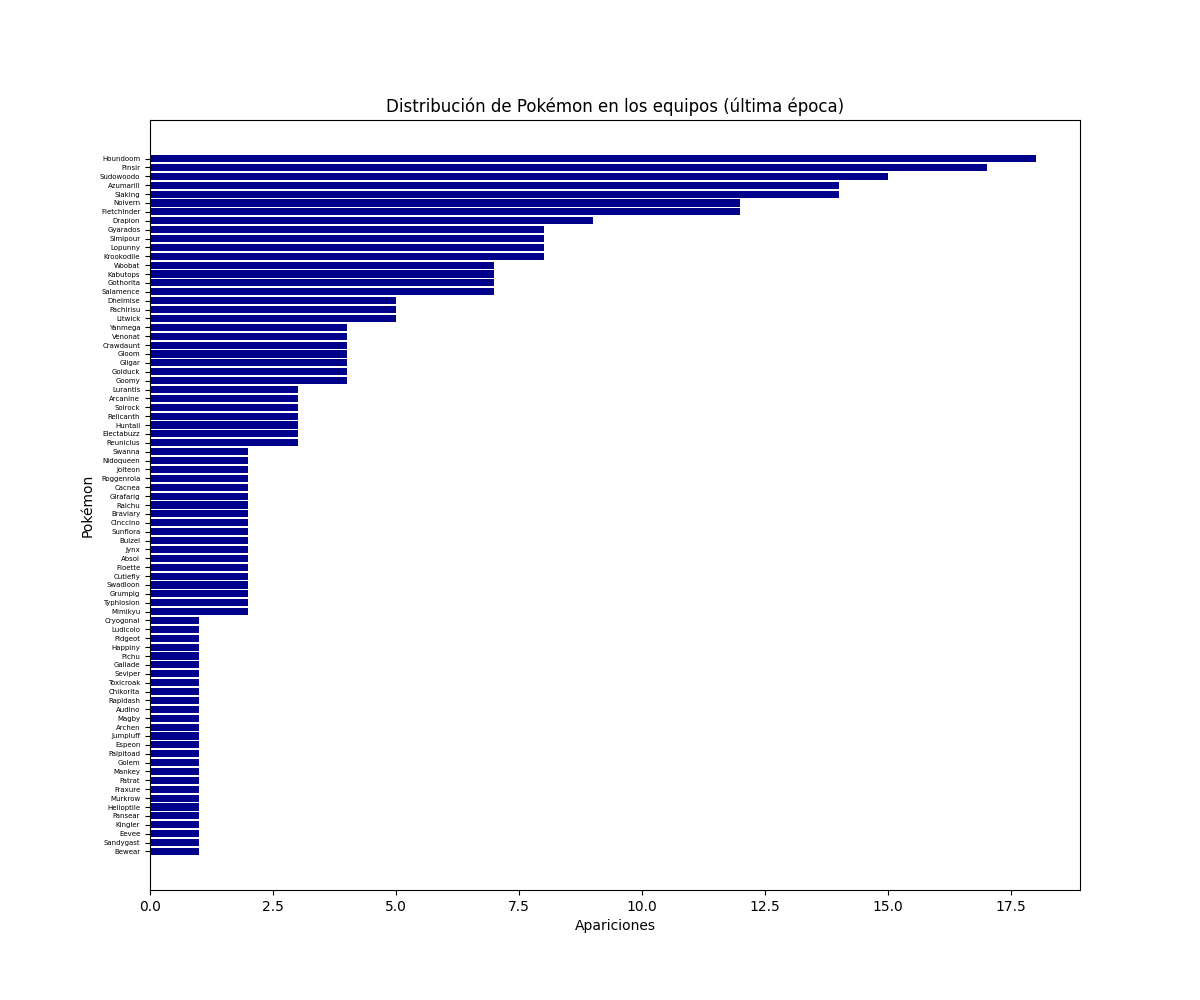 Distribución de Pokémon en los equipos (última época)
Houndoom
Pinsir
Sudowoodo
Azumarill
Slaking
Noivern
Fletchinder
Drapion
Gyarados
Simipour
Lopunny
Krookodile
Woobat
Kabutops
Gothorita
Salamence
Dhelmise
Pachirisu
Litwick
Yanmega
Venonat
Crawdaunt
Gloom
Gligar
Golduck
Goomy
Lurantis
Arcanine
Solrock
Relicanth
Huntail
Electabuzz
Reuniclus
Swanna
Nidoqueen
Jolteon
Roggenrola
Cacnea
Girafarig
Raichu
Braviary
Cinccino
Sunflora
Buizel
Jynx
Absol
Floette
Cutiefly
Swadloon
Grumpig
Typhlosion
Mimikyu
Cryogonal
Ludicolo
Pidgeot
Happiny
Pichu
Gallade
Seviper
Toxicroak
Chikorita
Rapidash
Audino
Magby
Archen
Jumpluff
Espeon
Palpitoad
Golem
Mankey
Patrat
Fraxure
Murkrow
Helioptile
Pansear
Kingler
Eevee
Sandygast
Bewear
Pokémon
0.0 2.5 5.0 7.5 10.0 12.5 15.0 17.5
Apariciones